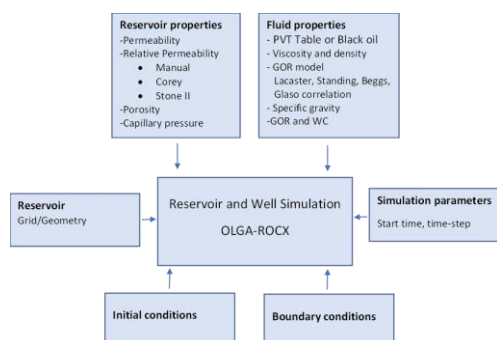 Reservoir properties
-Permeability
-Relative Permeability
• Manual
• Corey
• Stone II
-Porosity
-Capillary pressure
Fluid properties
- PVT Table or Black oil
- Viscosity and density
- GOR model
Lacaster, Standing, Beggs,
Glaso correlation
- Specific gravity
-GOR and WC
Reservoir
Grid/Geometry
Reservoir and Well Simulation
OLGA-ROCX
Simulation parameters
Start time, time-step
Initial conditions
Boundary conditions